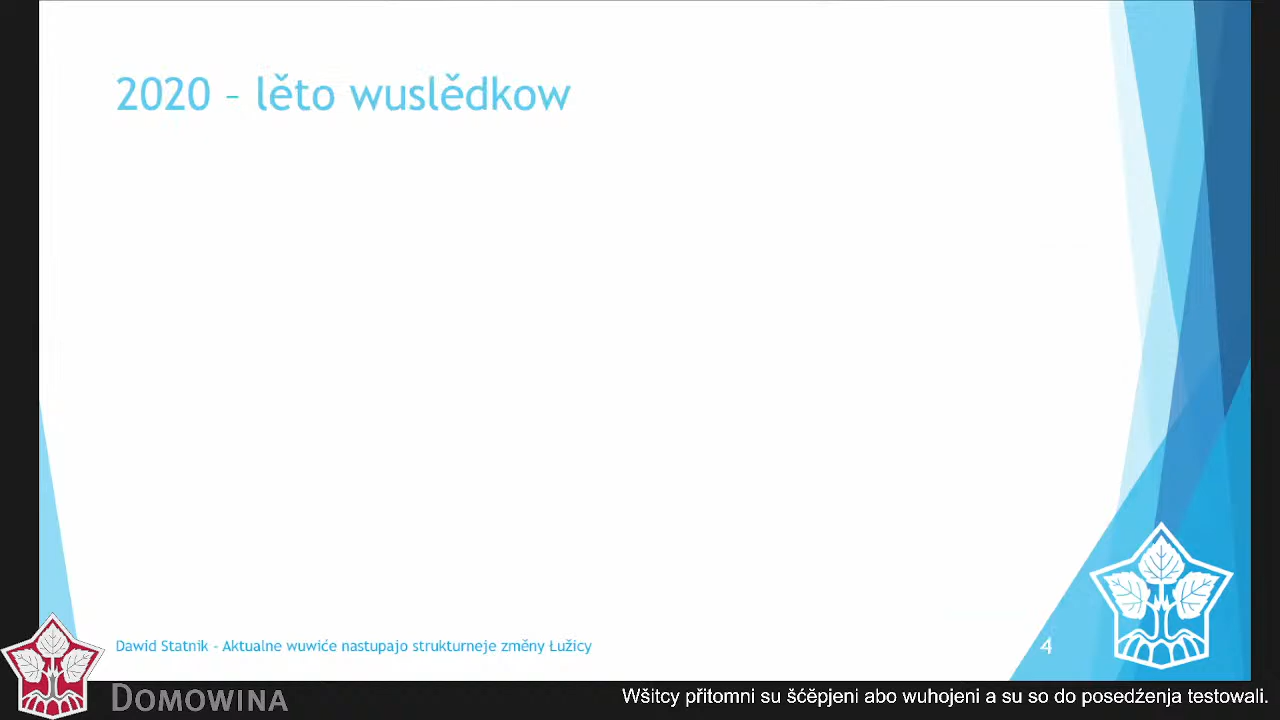 2020 – lěto wuslědkow
Dawid Statnik - Aktualne wuwiće nastupajo strukturneje změny Łužicy
4
DOMOWINA
Wšitcy přitomni su šćěpjeni abo wuhojeni a su so do posedźenja testowali.